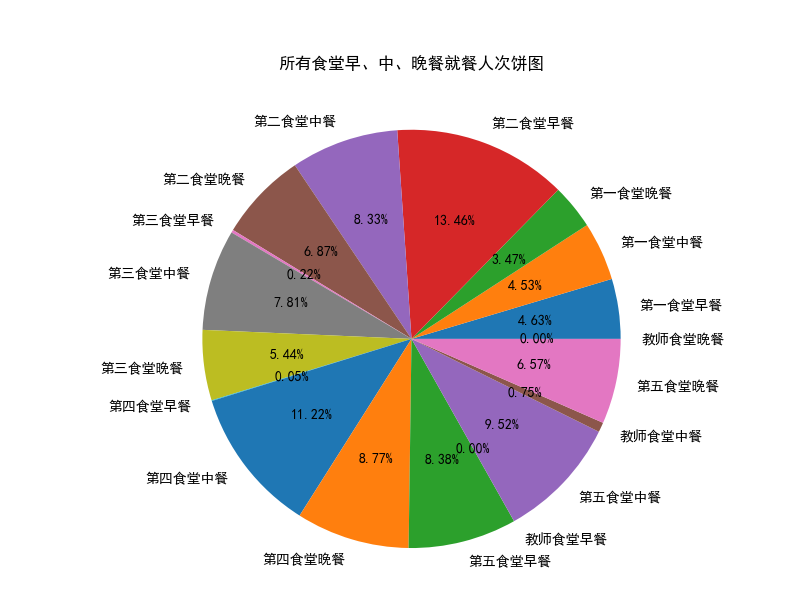 所有食堂早、中、晚餐就餐人次饼图
第二食堂中餐
第二食堂早餐
第二食堂晚餐
第一食堂晚餐
第三食堂早餐
第一食堂中餐
第三食堂中餐
第一食堂早餐
教师食堂晚餐
第三食堂晚餐
第五食堂晚餐
第四食堂早餐
教师食堂中餐
第四食堂中餐
第五食堂中餐
教师食堂早餐
第四食堂晚餐
第五食堂早餐
8.33%
13.46%
6.87%
3.47%
0.22%
4.53%
7.81%
4.63%
0.00%
5.44%
6.57%
0.05%
0.75%
11.22%
9.52%
0.00%
8.77%
8.38%